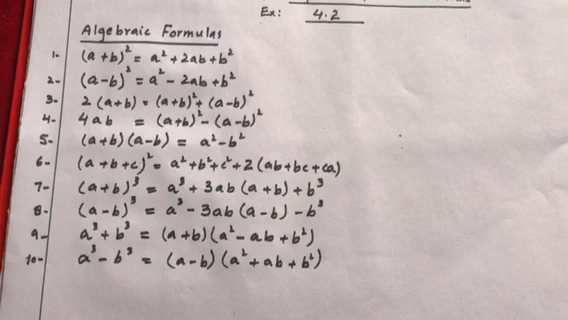 Ex: 4.2
Algebraic Formulas
1- (a+b)² = a² + 2ab + b²
2- (a-b)² = a² - 2ab + b²
3- 2(a+b) = (a+b)² + (a-b)²
4- 4ab = (a+b)² - (a-b)²
5- (a+b)(a-b) = a² - b²
6- (a+b+c)² = a² + b² + c² + 2(ab+bc+ca)
7- (a+b)³ = a³ + 3ab(a+b) + b³
8- (a-b)³ = a³ - 3ab(a-b) - b³
9- a³ + b³ = (a+b)(a² - ab + b²)
10- a³ - b³ = (a-b)(a² + ab + b²)